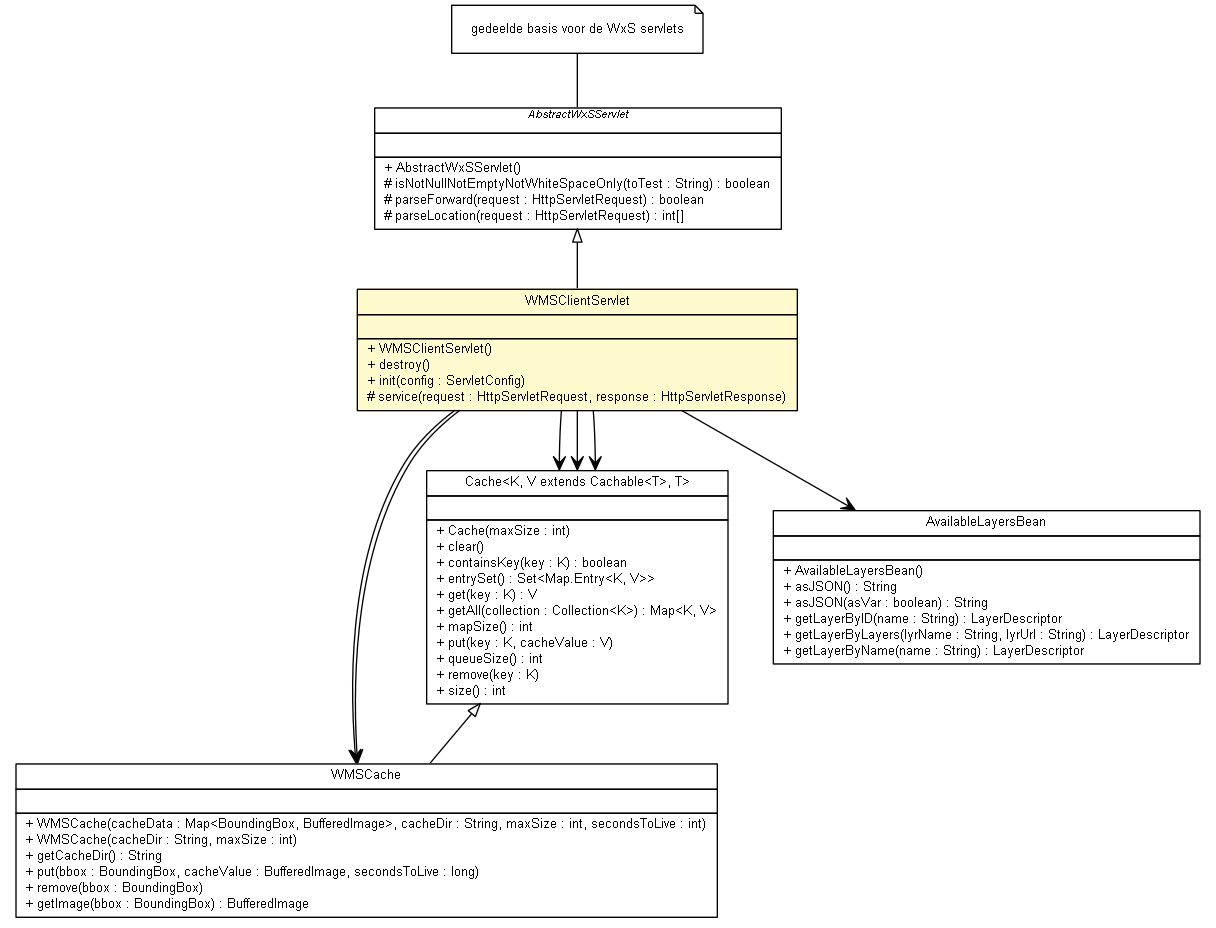 gedeelde basis voor de WxS servlets
AbstractWxSServlet
+ AbstractWxSServlet()
# isNotNullNotEmptyNotWhiteSpaceOnly(toTest : String) : boolean
# parseForward(request : HttpServletRequest) : boolean
# parseLocation(request : HttpServletRequest) : int[]
WMSClientServlet
+ WMSClientServlet()
+ destroy()
+ init(config : ServletConfig)
# service(request : HttpServletRequest, response : HttpServletResponse)
Cache<K, V extends Cachable<T>, T>
+ Cache(maxSize : int)
+ clear()
+ containsKey(key : K) : boolean
+ entrySet() : Set<Map.Entry<K, V>>
+ get(key : K) : V
+ getAll(collection : Collection<K>) : Map<K, V>
+ mapSize() : int
+ put(key : K, cacheValue : V)
+ queueSize() : int
+ remove(key : K)
+ size() : int
AvailableLayersBean
+ AvailableLayersBean()
+ asJSON() : String
+ asJSON(asVar : boolean) : String
+ getLayerByID(name : String) : LayerDescriptor
+ getLayerByLayers(lyrName : String, lyrUrl : String) : LayerDescriptor
+ getLayerByName(name : String) : LayerDescriptor
WMSCache
+ WMSCache(cacheData : Map<BoundingBox, BufferedImage>, cacheDir : String, maxSize : int, secondsToLive : int)
+ WMSCache(cacheDir : String, maxSize : int)
+ getCacheDir() : String
+ put(bbox : BoundingBox, cacheValue : BufferedImage, secondsToLive : long)
+ remove(bbox : BoundingBox)
+ getImage(bbox : BoundingBox) : BufferedImage